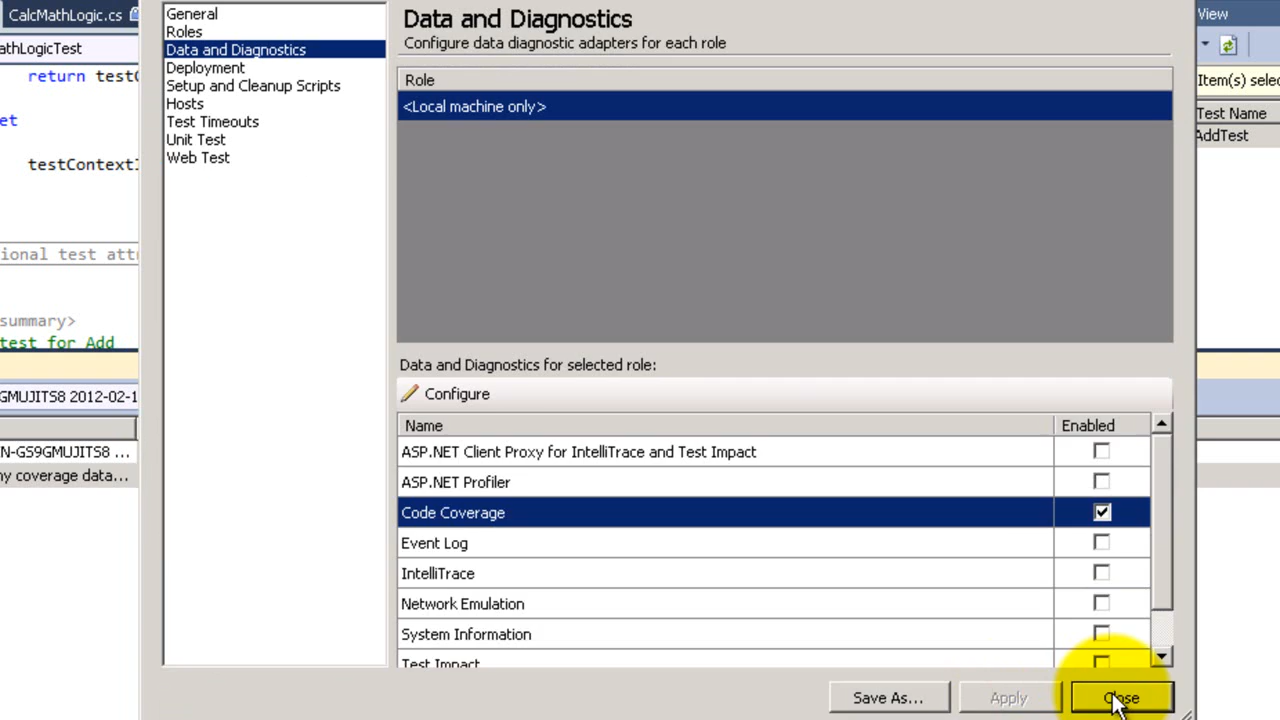 CalcMathLogic.cs
athLogicTest
return test
et
testContext
ional test att
summary>
test for Add
GMUJITS8 2012-02-1
N-GS9GMUJITS8 ...
ny coverage data...
General
Roles
Data and Diagnostics
Deployment
Setup and Cleanup Scripts
Hosts
Test Timeouts
Unit Test
Web Test
Data and Diagnostics
Configure data diagnostic adapters for each role
Role
<Local machine only>
Data and Diagnostics for selected role:
Configure
Name Enabled
ASP.NET Client Proxy for IntelliTrace and Test Impact
ASP.NET Profiler
Code Coverage
Event Log
IntelliTrace
Network Emulation
System Information
Test Impact
Save As... Apply Close
View
Item(s) selec
Test Name
AddTest